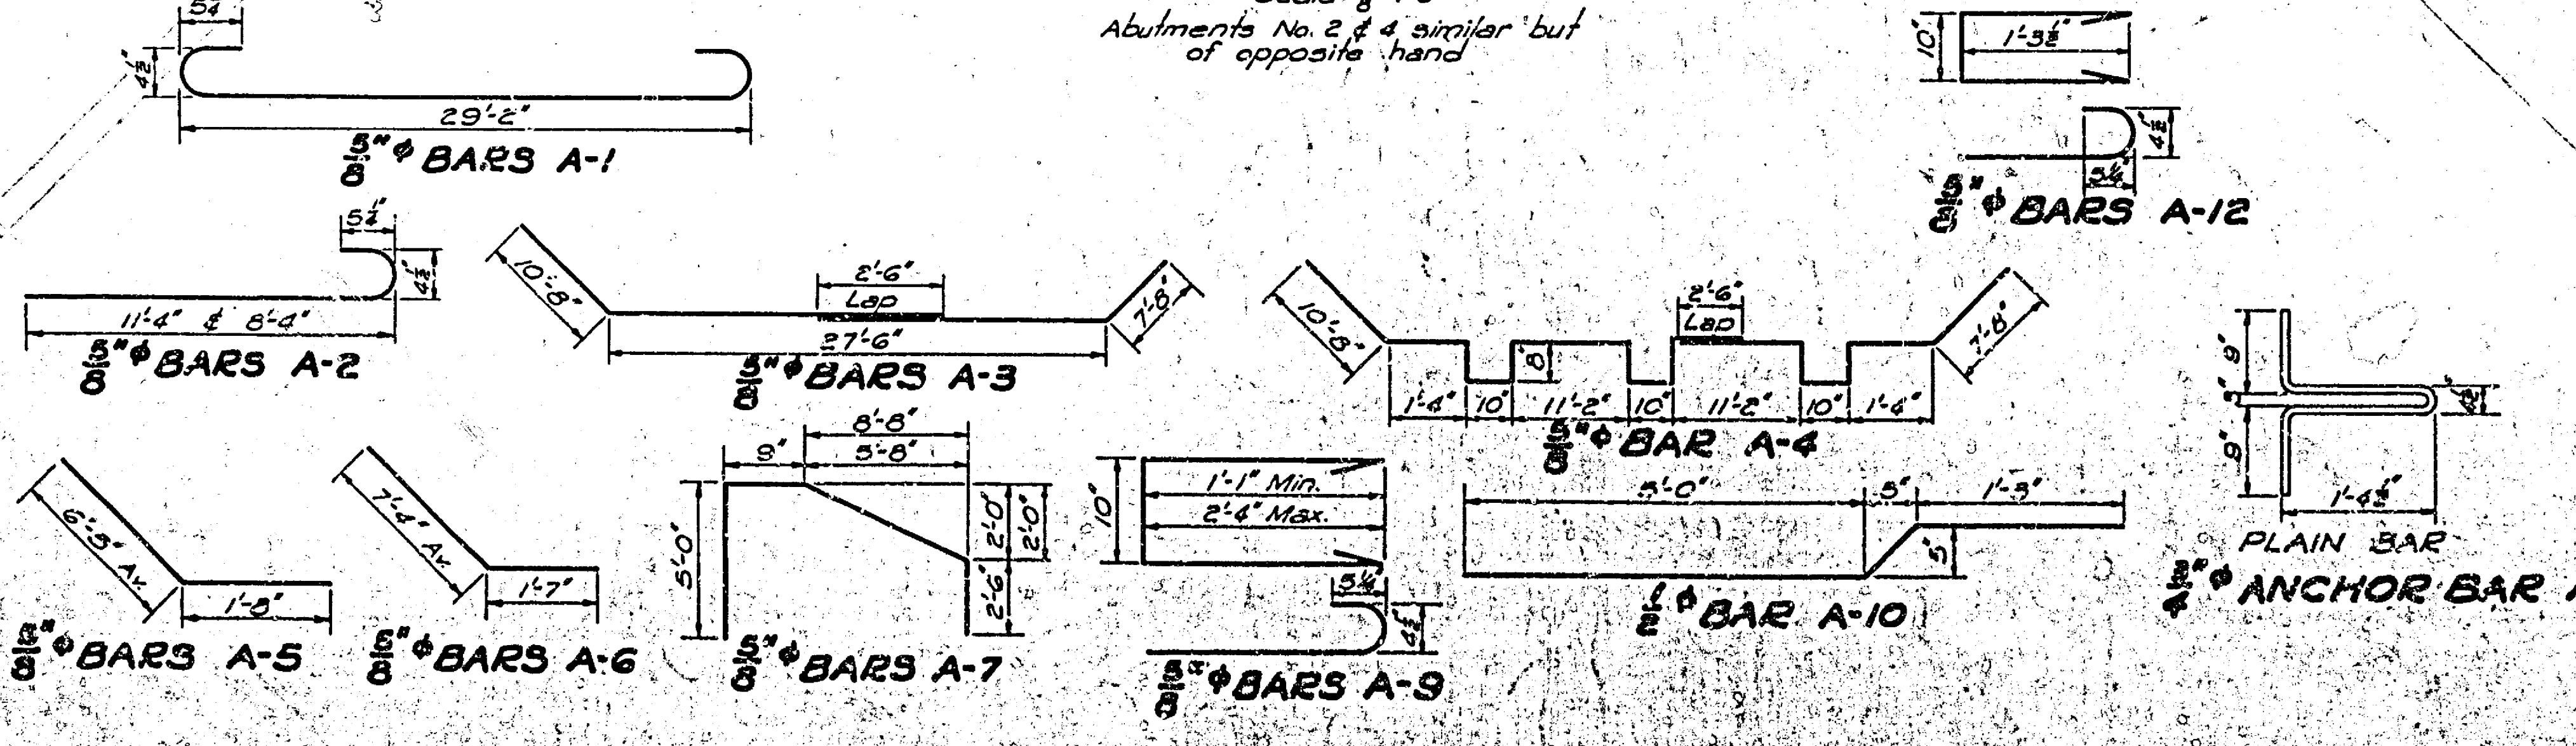 Abutments No. 2 & 4 similar but
of opposite hand
5¼"
4½"
29'-2"
5/8"ϕ BARS A-1
10"
1'-3½"
4½"
5¼"
5/8"ϕ BARS A-12
5¼"
4½"
11'-4" & 8'-4"
5/8"ϕ BARS A-2
10'-8"
2'-6"
Lap
27'-6"
7'-8"
5/8"ϕ BARS A-3
10'-8"
2'-6"
Lap
8"
7'-8"
1'-4" 10" 11'-2" 10" 11'-2" 10" 1'-4"
5/8"ϕ BAR A-4
9"
9"
1'-4½"
PLAIN BAR
3/4"ϕ ANCHOR BAR
6'-5" Av.
1'-8"
5/8"ϕ BARS A-5
7'-4" Av.
1'-7"
5/8"ϕ BARS A-6
8'-8"
9" 5'-8"
5'-0"
2'-0" 2'-0"
2'-6"
5/8"ϕ BARS A-7
10"
1'-1" Min.
2'-4" Max.
5¼"
4½"
5/8"ϕ BARS A-9
5'-0" 5" 1'-3"
5"
1/2 ϕ BAR A-10